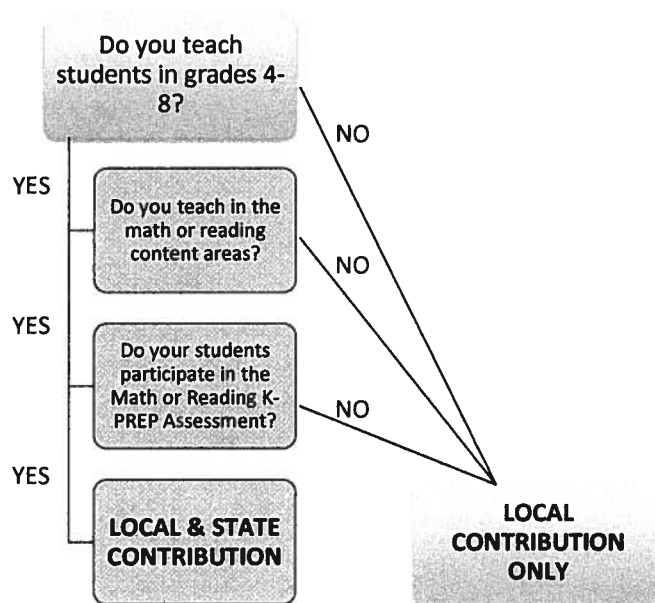 Do you teach
students in grades 4-
8?
NO
YES
Do you teach in the
math or reading
content areas?
NO
YES
Do your students
participate in the
Math or Reading K-
PREP Assessment?
NO
YES
LOCAL & STATE
CONTRIBUTION
LOCAL
CONTRIBUTION
ONLY